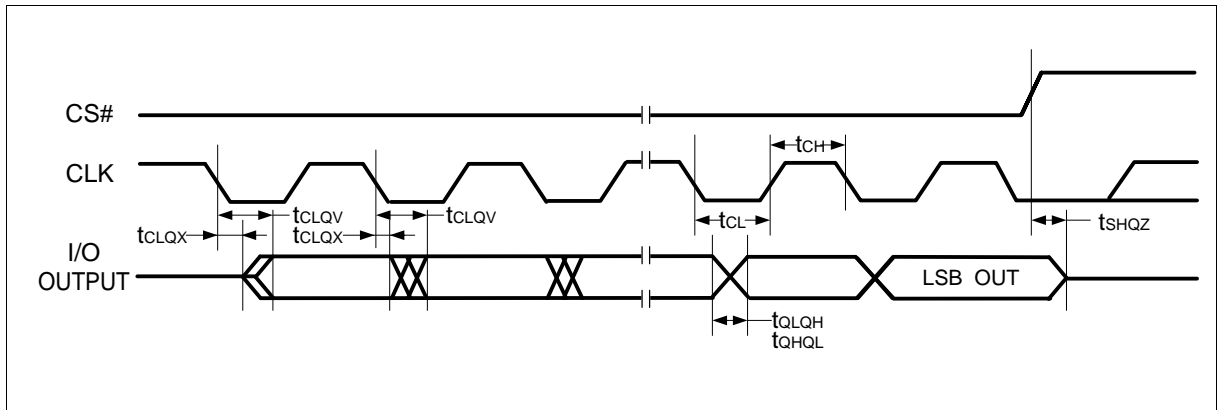 CS#
CLK
tCH
tCLQV
tCLQV
tCLQX
tCLQX
tCL
tSHQZ
I/O
OUTPUT
LSB OUT
tQLQH
tQHQL